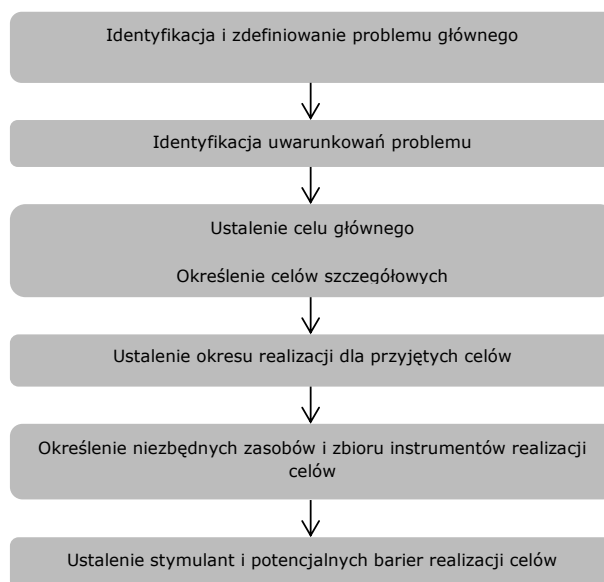 Identyfikacja i zdefiniowanie problemu głównego
Identyfikacja uwarunkowań problemu
Ustalenie celu głównego
Określenie celów szczegółowych
Ustalenie okresu realizacji dla przyjętych celów
Określenie niezbędnych zasobów i zbioru instrumentów realizacji
celów
Ustalenie stymulant i potencjalnych barier realizacji celów